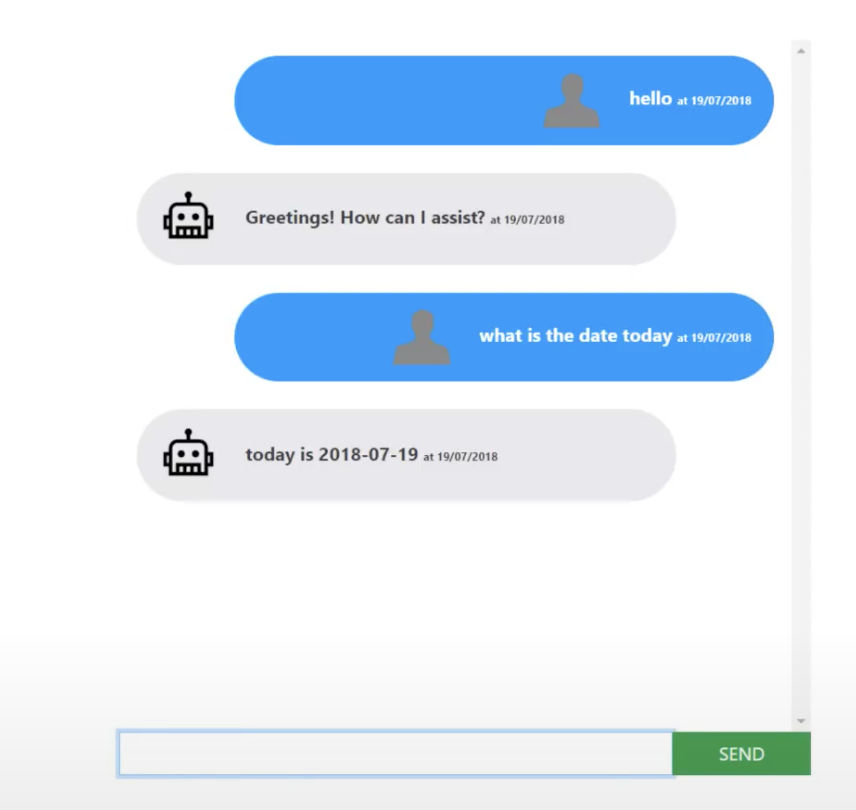 hello at 19/07/2018
Greetings! How can I assist? at 19/07/2018
what is the date today at 19/07/2018
today is 2018-07-19 at 19/07/2018
SEND